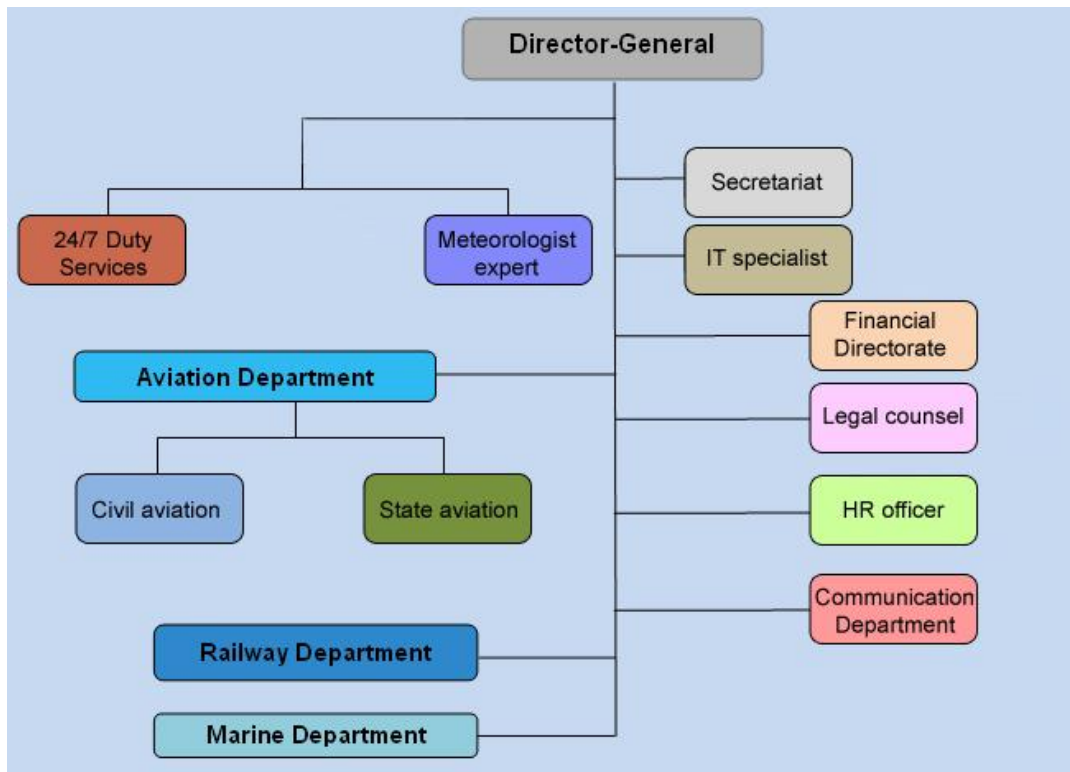 Director-General
Secretariat
24/7 Duty
Services
Meteorologist
expert
IT specialist
Financial
Directorate
Aviation Department
Legal counsel
Civil aviation
State aviation
HR officer
Communication
Department
Railway Department
Marine Department